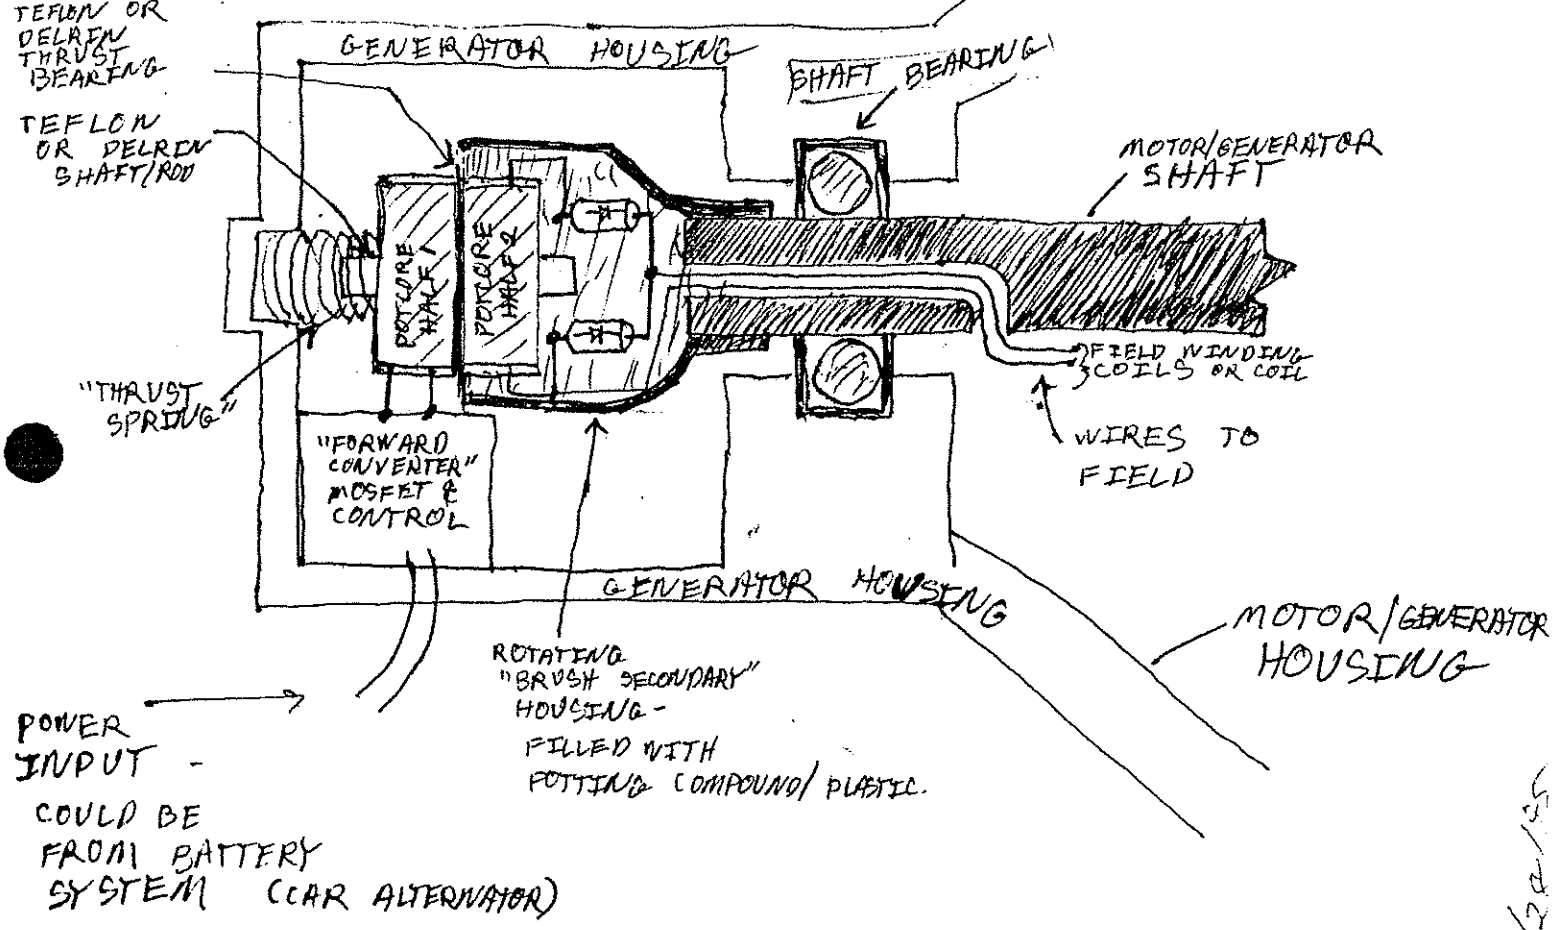 TEFLON OR
DELRIN
THRUST
BEARING
GENERATOR HOUSING
SHAFT BEARING
TEFLON
OR DELRIN
SHAFT/ROD
MOTOR/GENERATOR
SHAFT
POTCORE
HALF 1
POTCORE
HALF 2
"THRUST
SPRING"
FIELD WINDING
COILS OR COIL
WIRES TO
FIELD
"FORWARD
CONVENTER"
MOSFET &
CONTROL
GENERATOR HOUSING
MOTOR/GENERATOR
HOUSING
ROTATING
"BRUSH SECONDARY"
HOUSING -
FILLED WITH
POTTING COMPOUND/PLASTIC.
POWER
INPUT -
COULD BE
FROM BATTERY
SYSTEM (CAR ALTERNATOR)